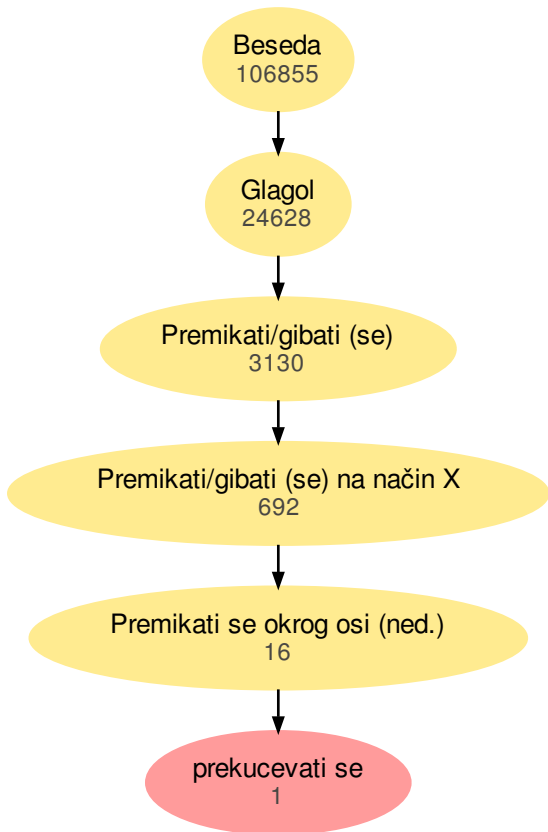 Beseda
106855
Glagol
24628
Premikati/gibati (se)
3130
Premikati/gibati (se) na način X
692
Premikati se okrog osi (ned.)
16
prekucevati se
1